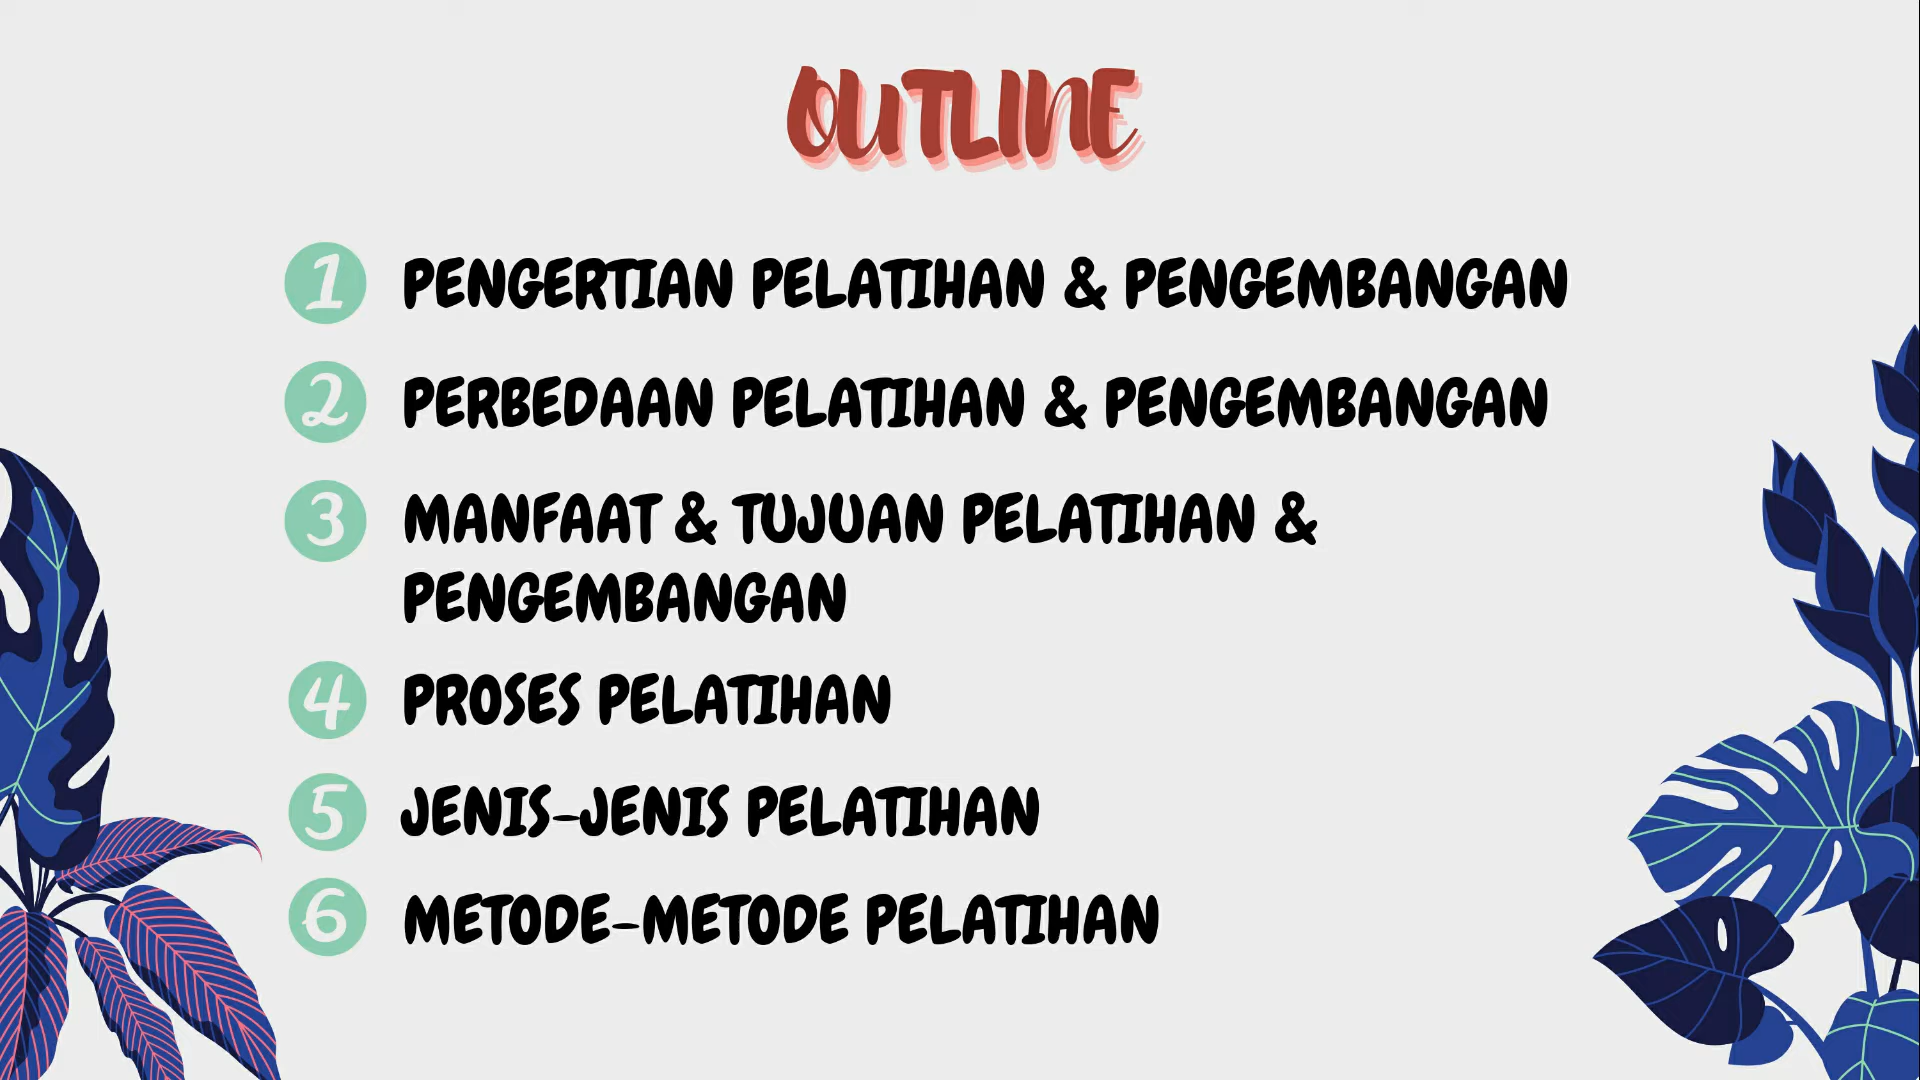 OUTLINE
1 PENGERTIAN PELATIHAN & PENGEMBANGAN
2 PERBEDAAN PELATIHAN & PENGEMBANGAN
3 MANFAAT & TUJUAN PELATIHAN &
PENGEMBANGAN
4 PROSES PELATIHAN
5 JENIS-JENIS PELATIHAN
6 METODE-METODE PELATIHAN